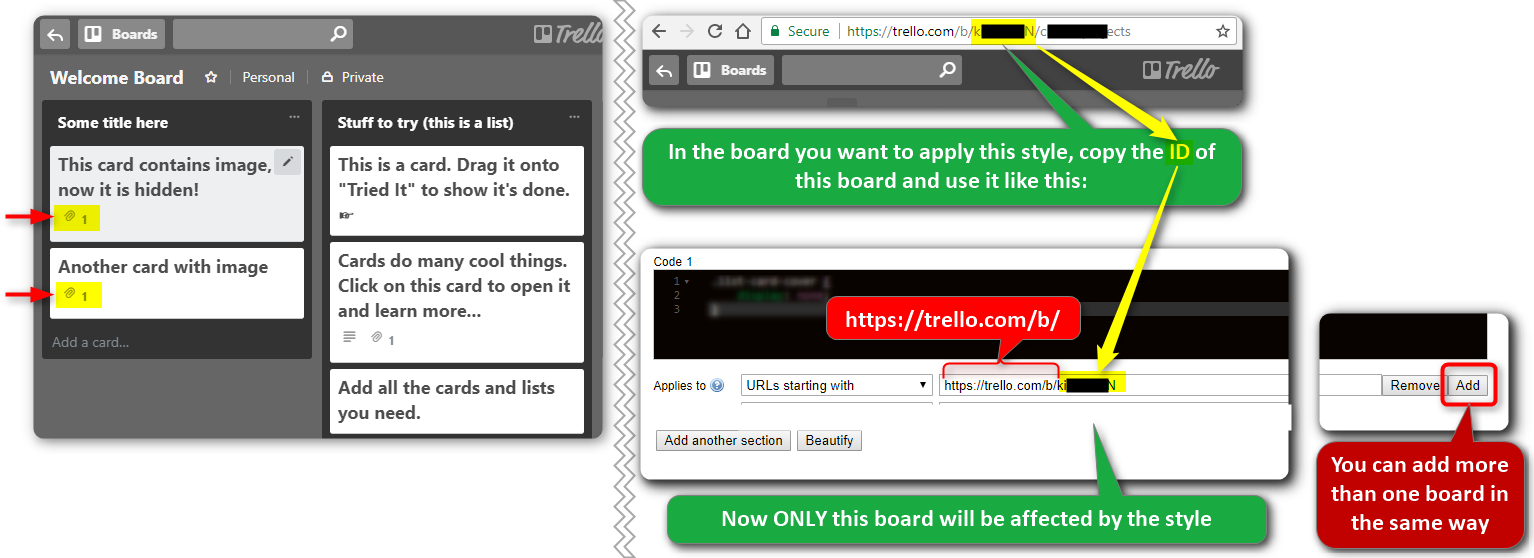 Boards
Trello
Welcome Board
Personal
Private
Some title here
This card contains image,
now it is hidden!
1
Another card with image
1
Add a card...
Stuff to try (this is a list)
This is a card. Drag it onto
"Tried It" to show it's done.
Cards do many cool things.
Click on this card to open it
and learn more...
1
Add all the cards and lists
you need.
Secure
https://trello.com/b/k N/c ects
Boards
Trello
In the board you want to apply this style, copy the ID of
this board and use it like this:
Code 1
1
2
3
https://trello.com/b/
Applies to
URLs starting with
https://trello.com/b/ki N
Remove
Add
Add another section
Beautify
Now ONLY this board will be affected by the style
You can add more
than one board in
the same way